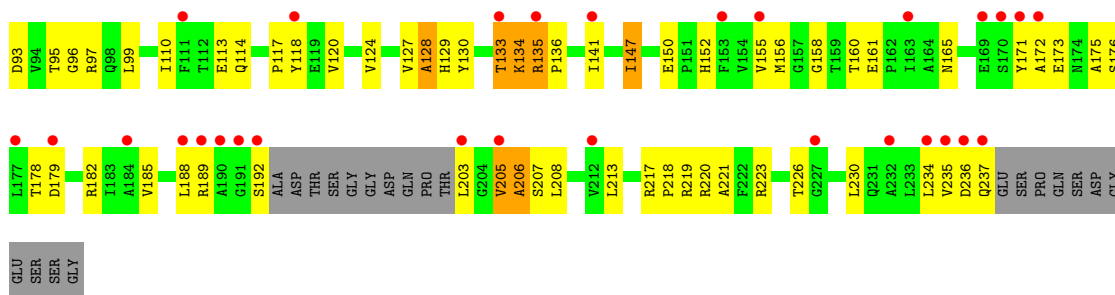 D93 V94 T95 G96 R97 Q98 L99 I110 F111 T112 E113 Q114 P117 Y118 E119 V120 V124 V127 A128 H129 Y130 T133 K134 R135 P136 I141 I147 E150 P151 H152 F153 V154 V155 M156 G157 G158 T159 T160 E161 P162 I163 A164 N165 E169 S170 Y171 A172 E173 N174 A175 S176
L177 T178 D179 R182 I183 A184 V185 L188 R189 A190 G191 S192 ALA ASP THR SER GLY GLY ASP GLN PRO THR L203 G204 V205 A206 S207 L208 V212 L213 R217 P218 R219 R220 A221 F222 R223 T226 G227 L230 Q231 A232 L233 L234 V235 D236 Q237 GLU SER PRO GLN SER ASP GLY
GLU SER SER GLY